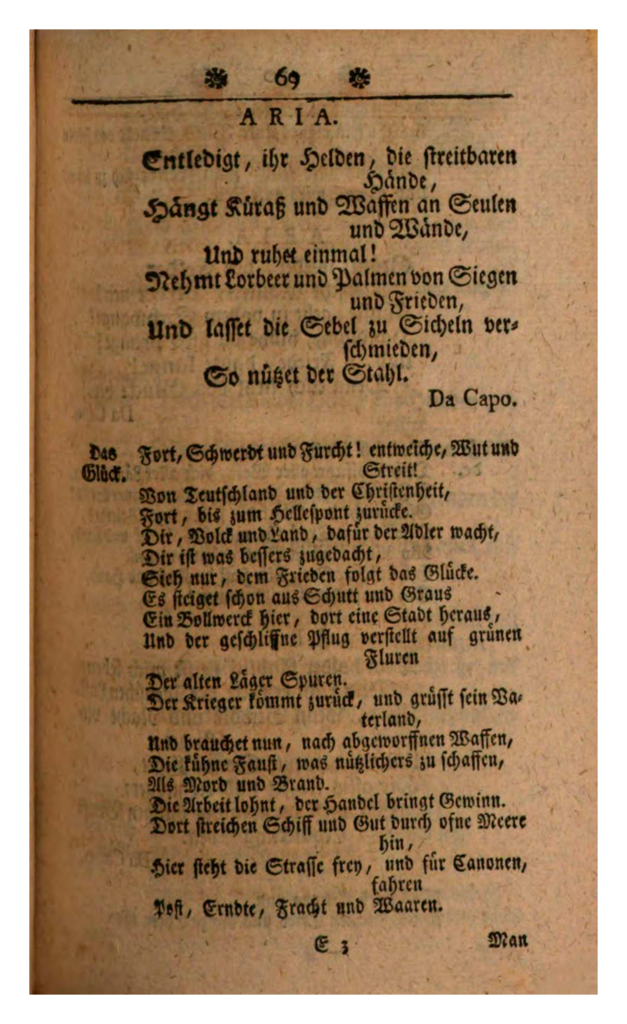 ❋ 69 ❋
ARIA.
Entledigt, ihr Helden, die streitbaren
Hände,
Hängt Küraß und Waffen an Seulen
und Wände,
Und ruhet einmal!
Nehmt Lorbeer und Palmen von Siegen
und Frieden,
Und lasset die Sebel zu Sicheln ver-
schmieden,
So nützet der Stahl.
Da Capo.
Das Glück.
Fort, Schwerdt und Furcht! entweiche, Wut und
Streit!
Von Teutschland und der Christenheit,
Fort, bis zum Hellespont zurücke.
Dir, Volck und Land, dafür der Adler wacht,
Dir ist was bessers zugedacht,
Sieh nur, dem Frieden folgt das Glücke.
Es steiget schon aus Schutt und Graus
Ein Bollwerck hier, dort eine Stadt heraus,
Und der geschliffne Pflug verstellt auf grünen
Fluren
Der alten Läger Spuren.
Der Krieger kömmt zurück, und grüsst sein Va-
terland,
Und brauchet nun, nach abgeworffnen Waffen,
Die kühne Faust, was nützlichers zu schaffen,
Als Mord und Brand.
Die Arbeit lohnt, der Handel bringt Gewinn.
Dort streichen Schiff und Gut durch ofne Meere
hin,
Hier steht die Strasse frey, und für Canonen,
fahren
Post, Erndte, Fracht und Waaren.
E 3 Man